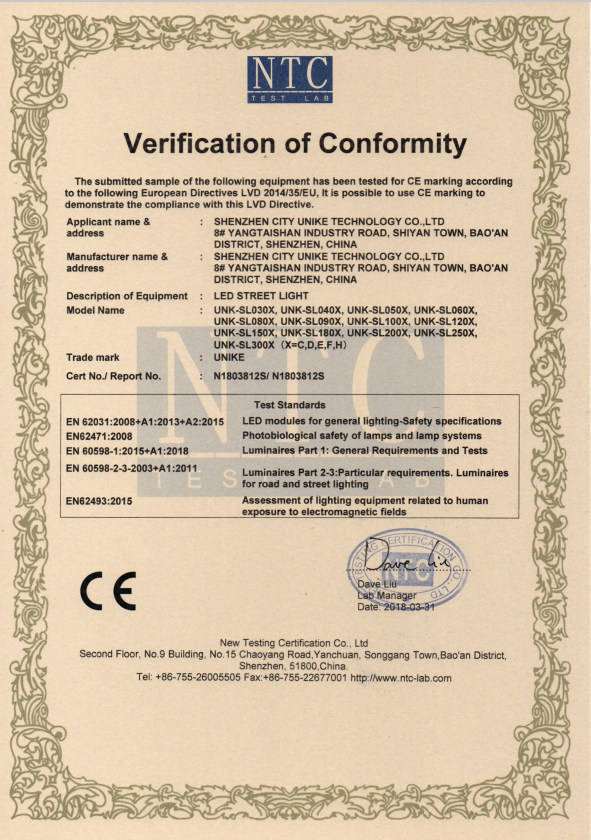 NTC
TEST LAB
Verification of Conformity
The submitted sample of the following equipment has been tested for CE marking according
to the following European Directives LVD 2014/35/EU, It is possible to use CE marking to
demonstrate the compliance with this LVD Directive.
Applicant name & : SHENZHEN CITY UNIKE TECHNOLOGY CO.,LTD
address 8# YANGTAISHAN INDUSTRY ROAD, SHIYAN TOWN, BAO'AN
DISTRICT, SHENZHEN, CHINA
Manufacturer name & : SHENZHEN CITY UNIKE TECHNOLOGY CO.,LTD
address 8# YANGTAISHAN INDUSTRY ROAD, SHIYAN TOWN, BAO'AN
DISTRICT, SHENZHEN, CHINA
Description of Equipment : LED STREET LIGHT
Model Name : UNK-SL030X, UNK-SL040X, UNK-SL050X, UNK-SL060X,
UNK-SL080X, UNK-SL090X, UNK-SL100X, UNK-SL120X,
UNK-SL150X, UNK-SL180X, UNK-SL200X, UNK-SL250X,
UNK-SL300X（X=C,D,E,F,H）
Trade mark : UNIKE
Cert No./ Report No. : N1803812S/ N1803812S
NTC
TEST LAB
Test Standards
EN 62031:2008+A1:2013+A2:2015 LED modules for general lighting-Safety specifications
EN62471:2008 Photobiological safety of lamps and lamp systems
EN 60598-1:2015+A1:2018 Luminaires Part 1: General Requirements and Tests
EN 60598-2-3-2003+A1:2011 Luminaires Part 2-3:Particular requirements. Luminaires
for road and street lighting
EN62493:2015 Assessment of lighting equipment related to human
exposure to electromagnetic fields
CE
TESTING CERTIFICATION CO., LTD
NTC
Dave Liu
Dave Liu
Lab Manager
Date: 2018-03-31
New Testing Certification Co., Ltd
Second Floor, No.9 Building, No.15 Chaoyang Road,Yanchuan, Songgang Town,Bao'an District,
Shenzhen, 51800,China.
Tel: +86-755-26005505 Fax:+86-755-22677001 http://www.ntc-lab.com